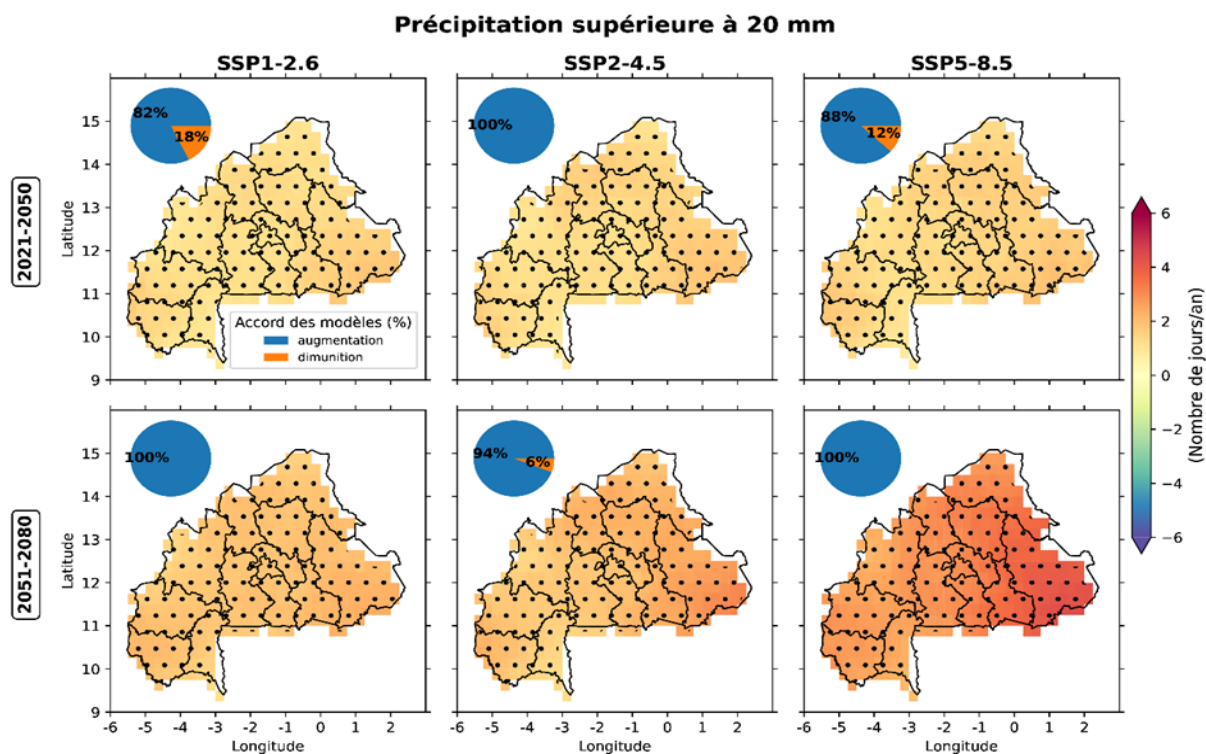 Précipitation supérieure à 20 mm
SSP1-2.6 SSP2-4.5 SSP5-8.5
2021-2050
Latitude
15
14
13
12
11
10
9
82%
18%
100%
88%
12%
Accord des modèles (%)
augmentation
dimunition
2051-2080
Latitude
15
14
13
12
11
10
9
100%
94%
6%
100%
-6 -5 -4 -3 -2 -1 0 1 2
Longitude
-6 -5 -4 -3 -2 -1 0 1 2
Longitude
-6 -5 -4 -3 -2 -1 0 1 2
Longitude
6
4
2
0
−2
−4
−6
(Nombre de jours/an)